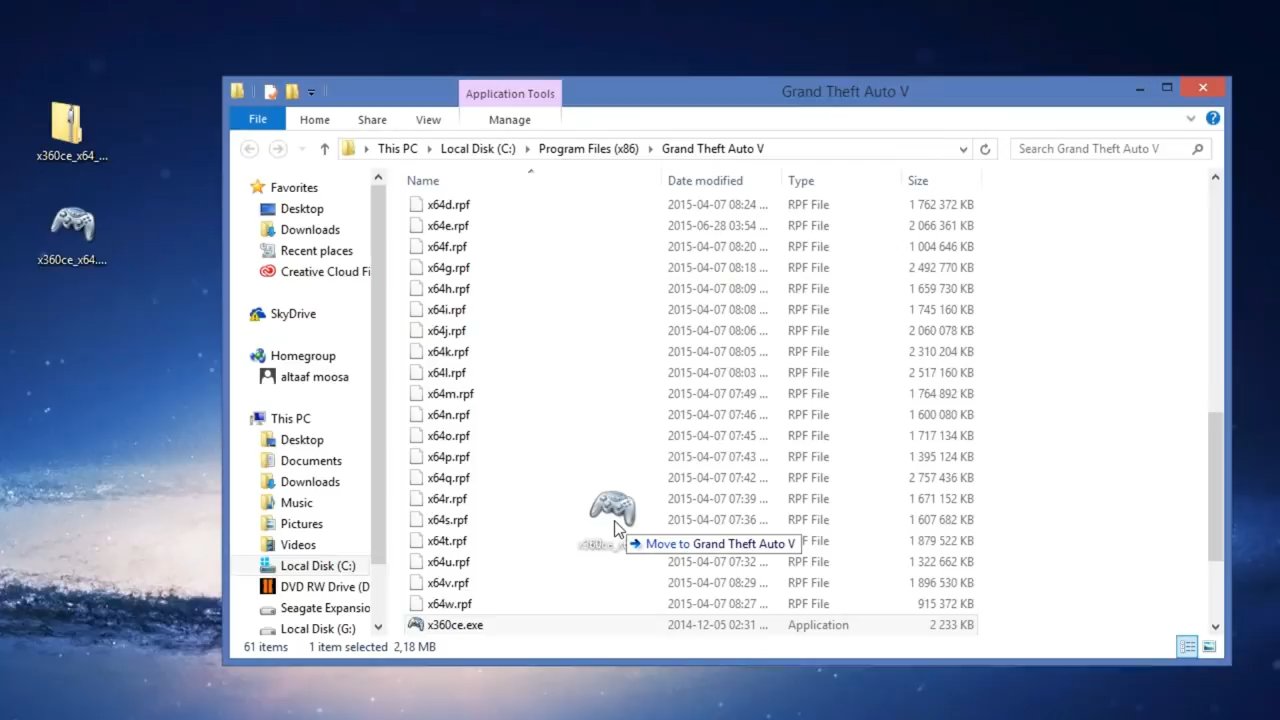 x360ce_x64_...
x360ce_x64....
Application Tools
Grand Theft Auto V
File Home Share View Manage
This PC Local Disk (C:) Program Files (x86) Grand Theft Auto V
Search Grand Theft Auto V
Favorites
Desktop
Downloads
Recent places
Creative Cloud Fi
SkyDrive
Homegroup
altaaf moosa
This PC
Desktop
Documents
Downloads
Music
Pictures
Videos
Local Disk (C:)
DVD RW Drive (D
Seagate Expansio
Local Disk (G:)
Name Date modified Type Size
x64d.rpf 2015-04-07 08:24 ... RPF File 1 762 372 KB
x64e.rpf 2015-06-28 03:54 ... RPF File 2 066 361 KB
x64f.rpf 2015-04-07 08:20 ... RPF File 1 004 646 KB
x64g.rpf 2015-04-07 08:18 ... RPF File 2 492 770 KB
x64h.rpf 2015-04-07 08:09 ... RPF File 1 659 730 KB
x64i.rpf 2015-04-07 08:08 ... RPF File 1 745 160 KB
x64j.rpf 2015-04-07 08:06 ... RPF File 2 060 078 KB
x64k.rpf 2015-04-07 08:05 ... RPF File 2 310 204 KB
x64l.rpf 2015-04-07 08:03 ... RPF File 2 517 160 KB
x64m.rpf 2015-04-07 07:49 ... RPF File 1 764 892 KB
x64n.rpf 2015-04-07 07:46 ... RPF File 1 600 080 KB
x64o.rpf 2015-04-07 07:45 ... RPF File 1 717 134 KB
x64p.rpf 2015-04-07 07:43 ... RPF File 1 395 124 KB
x64q.rpf 2015-04-07 07:42 ... RPF File 2 757 436 KB
x64r.rpf 2015-04-07 07:39 ... RPF File 1 671 152 KB
x64s.rpf 2015-04-07 07:36 ... RPF File 1 607 682 KB
x64t.rpf Move to Grand Theft Auto V F File 1 879 522 KB
x64u.rpf 2015-04-07 07:32 ... RPF File 1 322 662 KB
x64v.rpf 2015-04-07 08:29 ... RPF File 1 896 530 KB
x64w.rpf 2015-04-07 08:27 ... RPF File 915 372 KB
x360ce.exe 2014-12-05 02:31 ... Application 2 233 KB
61 items 1 item selected 2,18 MB